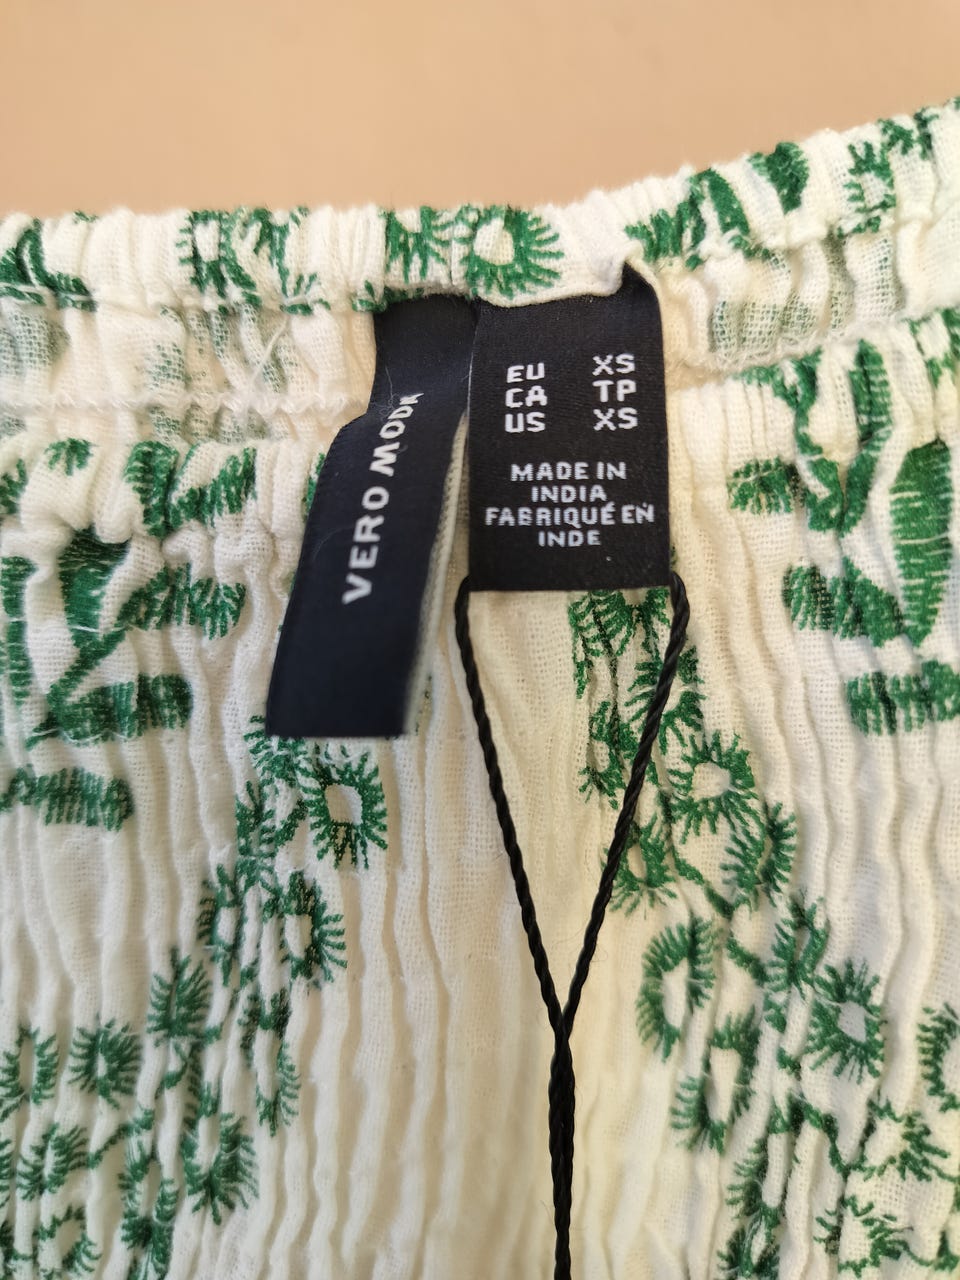 VERO MODA
EU XS
CA TP
US XS
MADE IN
INDIA
FABRIQUÉ EN
INDE